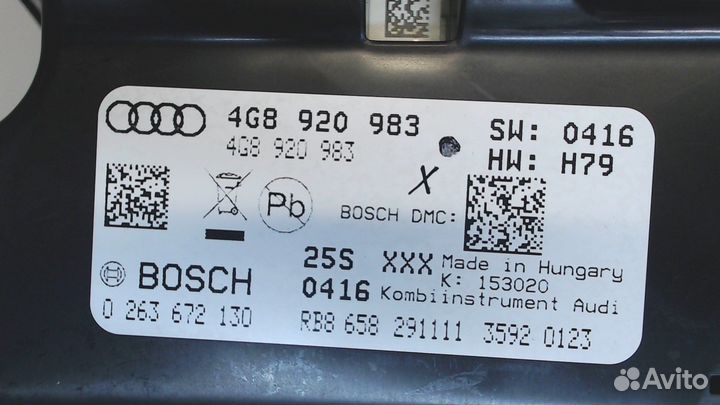 4G8 920 983 SW: 0416
4G8 920 983 HW: H79
X
Pb BOSCH DMC:
BOSCH 25S XXX Made in Hungary
K: 153020
0416 Kombiinstrument Audi
0 263 672 130 RB8 658 291111 3592 0123
Avito